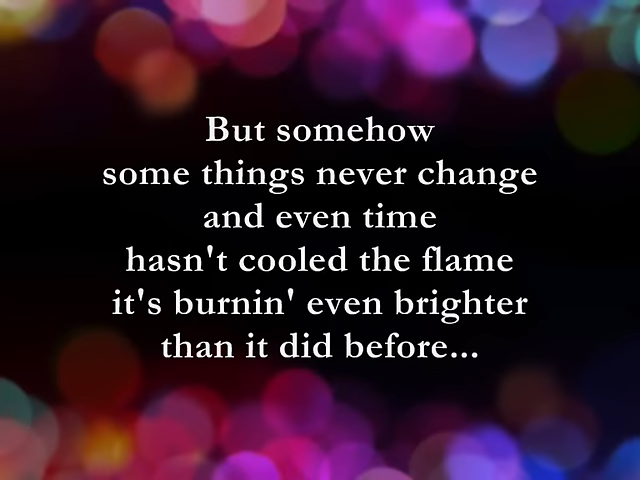 But somehow
some things never change
and even time
hasn't cooled the flame
it's burnin' even brighter
than it did before...